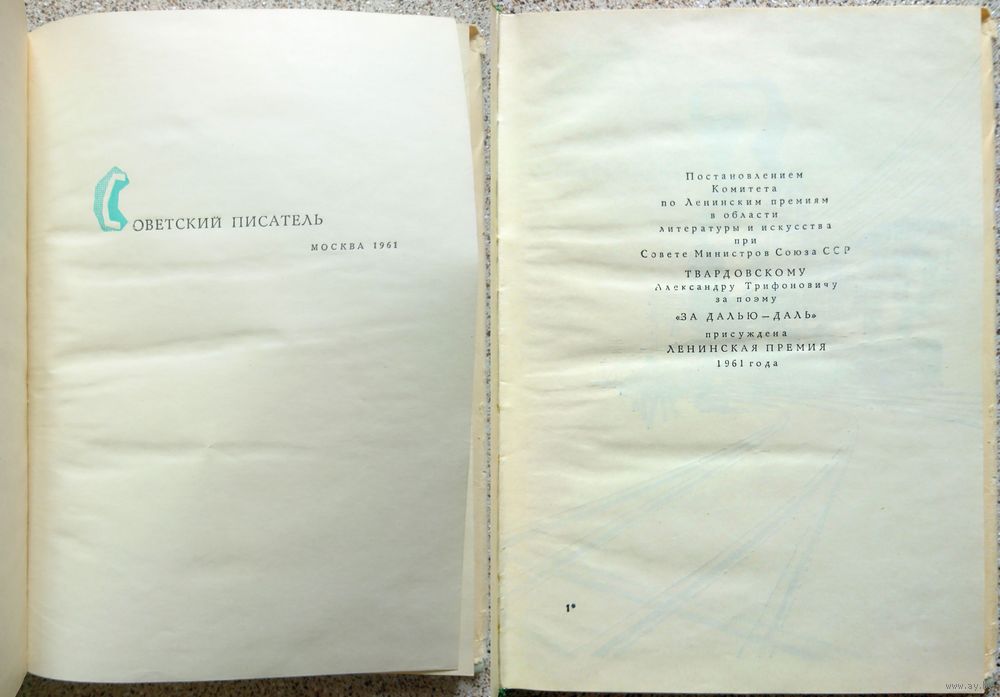 СОВЕТСКИЙ ПИСАТЕЛЬ
МОСКВА 1961
Постановлением
Комитета
по Ленинским премиям
в области
литературы и искусства
при
Совете Министров Союза ССР
ТВАРДОВСКОМУ
Александру Трифоновичу
за поэму
«ЗА ДАЛЬЮ—ДАЛЬ»
присуждена
ЛЕНИНСКАЯ ПРЕМИЯ
1961 года
1*